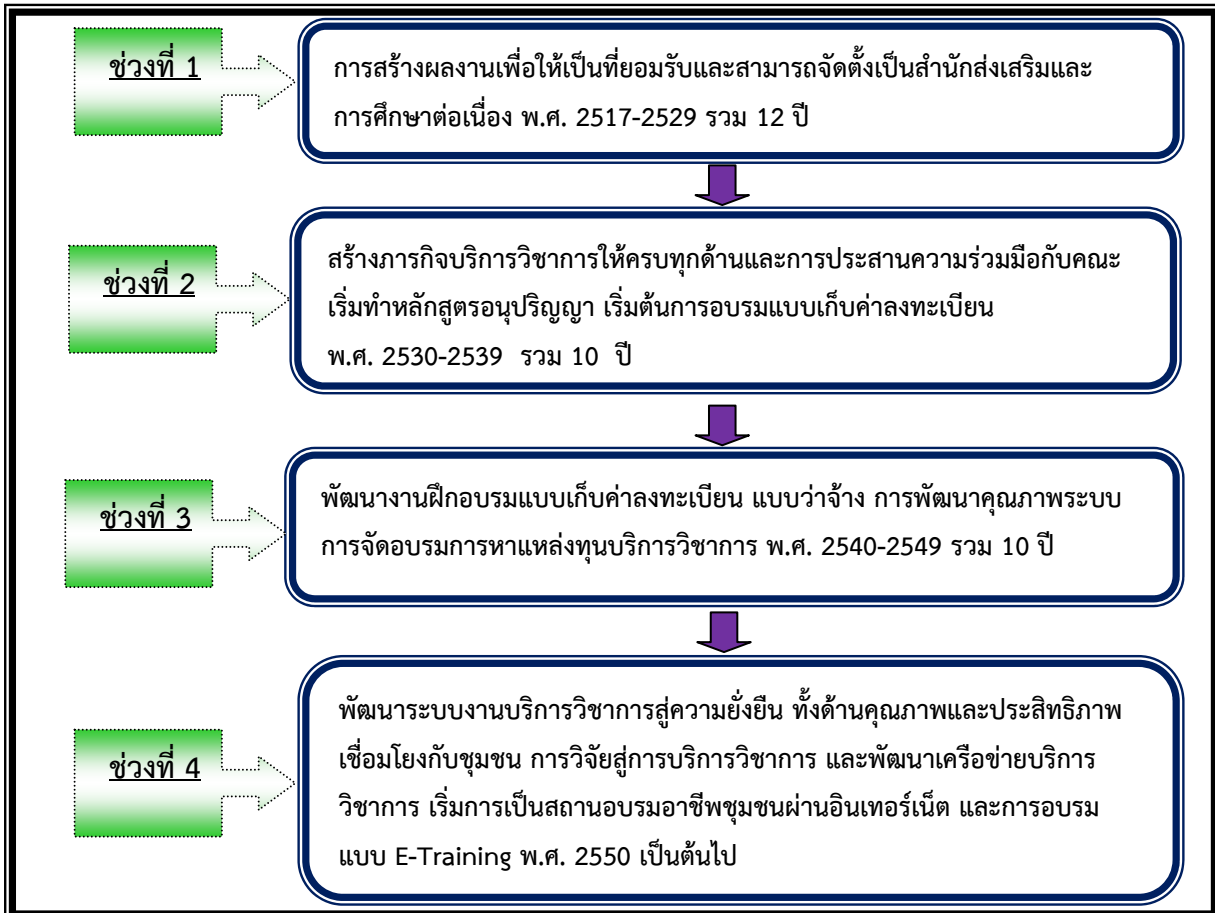 ช่วงที่ 1
การสร้างผลงานเพื่อให้เป็นที่ยอมรับและสามารถจัดตั้งเป็นสำนักส่งเสริมและ
การศึกษาต่อเนื่อง พ.ศ. 2517-2529 รวม 12 ปี
ช่วงที่ 2
สร้างภารกิจบริการวิชาการให้ครบทุกด้านและการประสานความร่วมมือกับคณะ
เริ่มทำหลักสูตรอนุปริญญา เริ่มต้นการอบรมแบบเก็บค่าลงทะเบียน
พ.ศ. 2530-2539 รวม 10 ปี
ช่วงที่ 3
พัฒนางานฝึกอบรมแบบเก็บค่าลงทะเบียน แบบว่าจ้าง การพัฒนาคุณภาพระบบ
การจัดอบรมการหาแหล่งทุนบริการวิชาการ พ.ศ. 2540-2549 รวม 10 ปี
ช่วงที่ 4
พัฒนาระบบงานบริการวิชาการสู่ความยั่งยืน ทั้งด้านคุณภาพและประสิทธิภาพ
เชื่อมโยงกับชุมชน การวิจัยสู่การบริการวิชาการ และพัฒนาเครือข่ายบริการ
วิชาการ เริ่มการเป็นสถานอบรมอาชีพชุมชนผ่านอินเทอร์เน็ต และการอบรม
แบบ E-Training พ.ศ. 2550 เป็นต้นไป